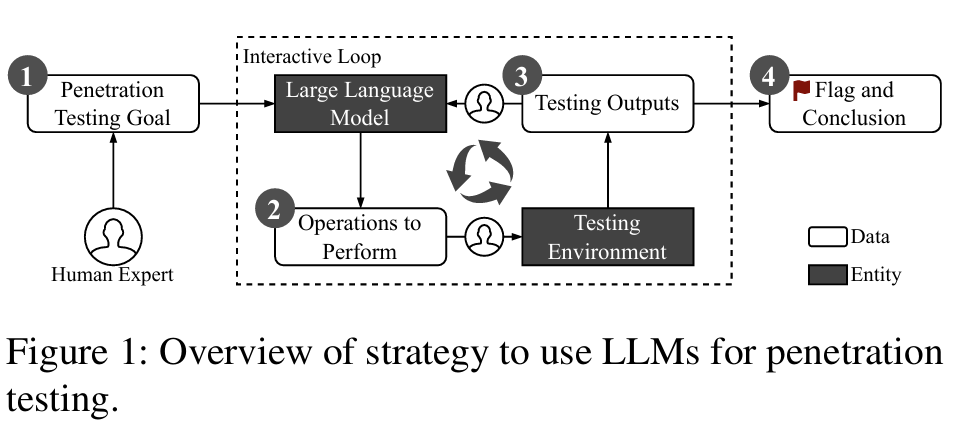 1
Penetration
Testing Goal
Human Expert
Interactive Loop
Large Language
Model
2
Operations to
Perform
3
Testing Outputs
Testing
Environment
4
Flag and
Conclusion
Data
Entity
Figure 1: Overview of strategy to use LLMs for penetration
testing.